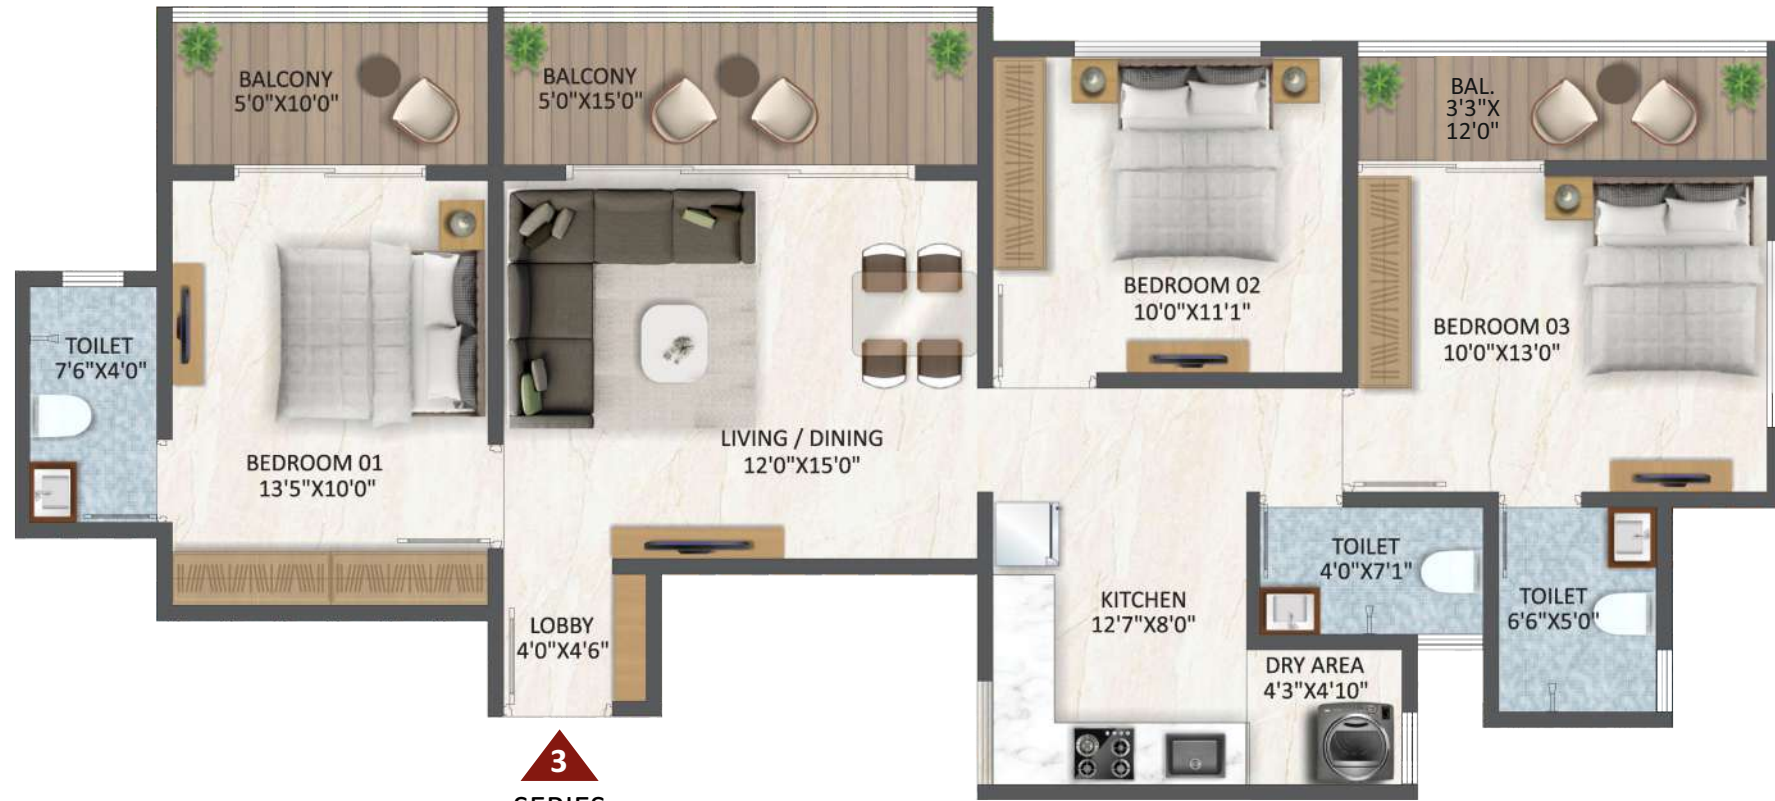 BALCONY
5'0"X10'0"
BALCONY
5'0"X15'0"
BAL.
3'3"X
12'0"
BEDROOM 02
10'0"X11'1"
BEDROOM 03
10'0"X13'0"
TOILET
7'6"X4'0"
BEDROOM 01
13'5"X10'0"
LIVING / DINING
12'0"X15'0"
TOILET
4'0"X7'1"
TOILET
6'6"X5'0"
KITCHEN
12'7"X8'0"
LOBBY
4'0"X4'6"
DRY AREA
4'3"X4'10"
3
SERIES